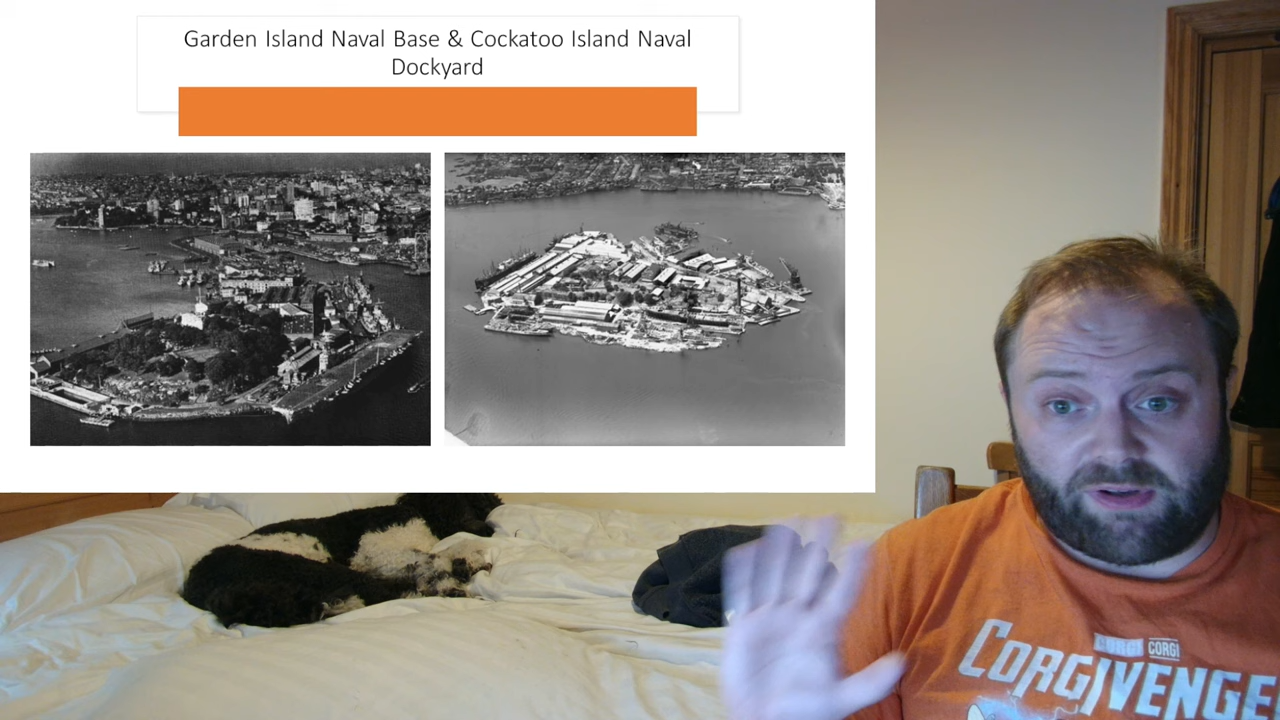 Garden Island Naval Base & Cockatoo Island Naval
Dockyard
CORGI CORGI
CORGIVENGE